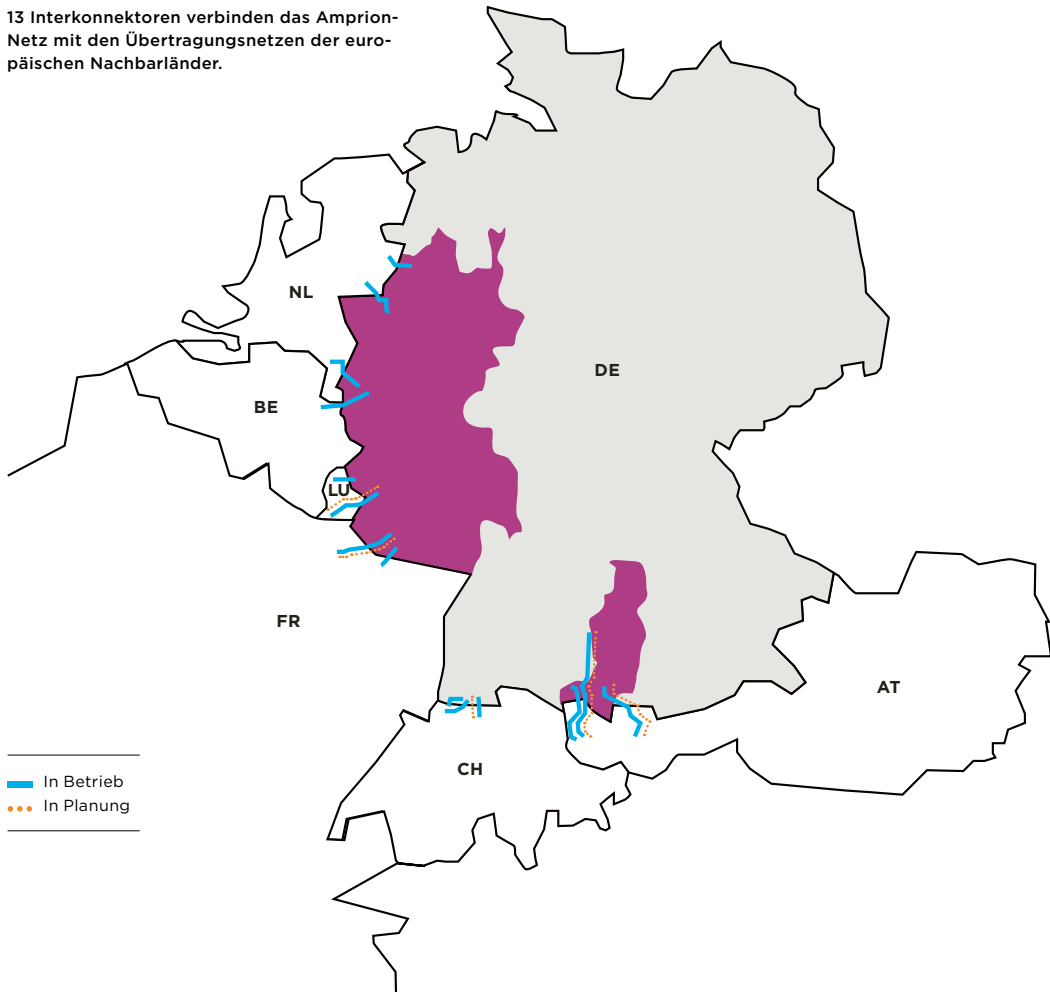 13 Interkonnektoren verbinden das Amprion-
Netz mit den Übertragungsnetzen der euro-
päischen Nachbarländer.
NL
DE
BE
LU
FR
AT
CH
In Betrieb
In Planung